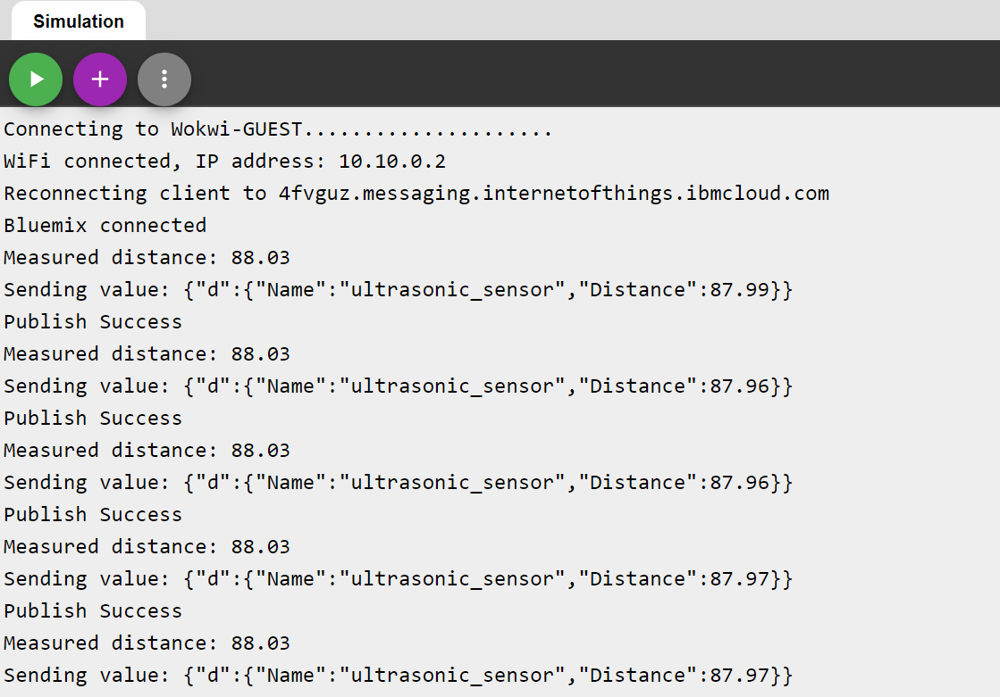 Simulation
Connecting to Wokwi-GUEST.....................
WiFi connected, IP address: 10.10.0.2
Reconnecting client to 4fvguz.messaging.internetofthings.ibmcloud.com
Bluemix connected
Measured distance: 88.03
Sending value: {"d":{"Name":"ultrasonic_sensor","Distance":87.99}}
Publish Success
Measured distance: 88.03
Sending value: {"d":{"Name":"ultrasonic_sensor","Distance":87.96}}
Publish Success
Measured distance: 88.03
Sending value: {"d":{"Name":"ultrasonic_sensor","Distance":87.96}}
Publish Success
Measured distance: 88.03
Sending value: {"d":{"Name":"ultrasonic_sensor","Distance":87.97}}
Publish Success
Measured distance: 88.03
Sending value: {"d":{"Name":"ultrasonic_sensor","Distance":87.97}}